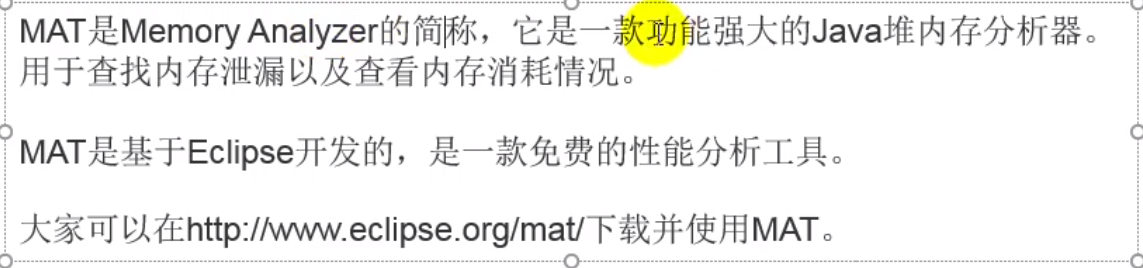 MAT是Memory Analyzer的简称，它是一款功能强大的Java堆内存分析器。
用于查找内存泄漏以及查看内存消耗情况。
MAT是基于Eclipse开发的，是一款免费的性能分析工具。
大家可以在http://www.eclipse.org/mat/下载并使用MAT。